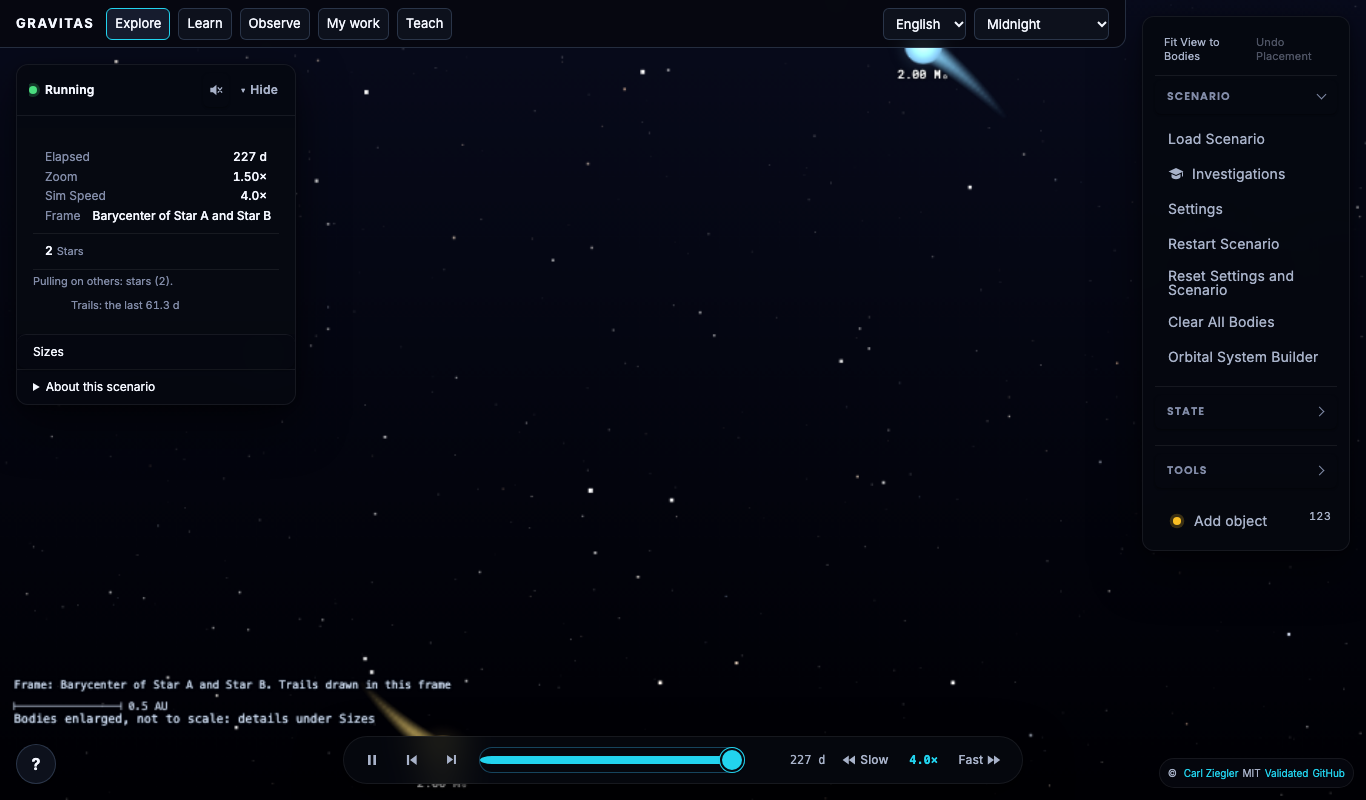 GRAVITAS Explore Learn Observe My work Teach English Midnight
Fit View to Bodies
Undo Placement
2.00 M☉
Running Hide
Elapsed 227 d
Zoom 1.50×
Sim Speed 4.0×
Frame Barycenter of Star A and Star B
2 Stars
Pulling on others: stars (2).
Trails: the last 61.3 d
Sizes
About this scenario
SCENARIO
Load Scenario
Investigations
Settings
Restart Scenario
Reset Settings and
Scenario
Clear All Bodies
Orbital System Builder
STATE
TOOLS
Add object 123
Frame: Barycenter of Star A and Star B. Trails drawn in this frame
0.5 AU
Bodies enlarged, not to scale: details under Sizes
? 227 d Slow 4.0× Fast
© Carl Ziegler MIT Validated GitHub